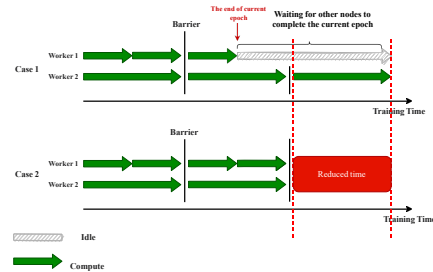 The end of current
epoch
Waiting for other nodes to
complete the current epoch
Barrier
Worker 1
Case 1
Worker 2
Training Time
Barrier
Worker 1
Case 2
Worker 2
Reduced time
Training Time
Idle
Compute